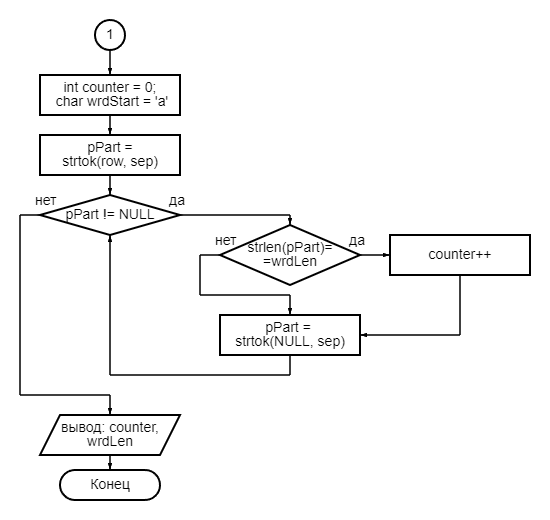 1
int counter = 0;
char wrdStart = 'a'
pPart =
strtok(row, sep)
нет
да
pPart != NULL
нет
strlen(pPart)=
=wrdLen
да
counter++
pPart =
strtok(NULL, sep)
вывод: counter,
wrdLen
Конец